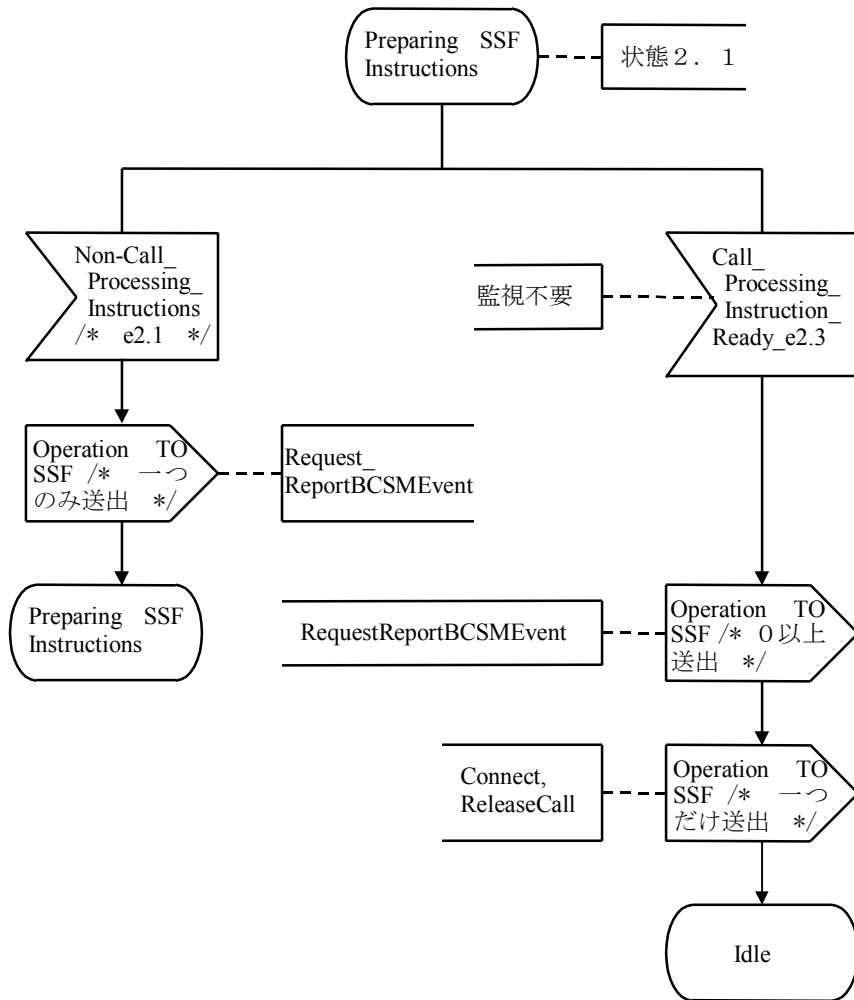 Preparing SSF
Instructions
状態２．１
Non-Call_
Processing_
Instructions
/* e2.1 */
監視不要
Call_
Processing_
Instruction_
Ready_e2.3
Operation TO
SSF /* 一つ
のみ送出 */
Request_
ReportBCSMEvent
Preparing SSF
Instructions
RequestReportBCSMEvent
Operation TO
SSF /* ０以上
送出 */
Connect,
ReleaseCall
Operation TO
SSF /* 一つ
だけ送出 */
Idle